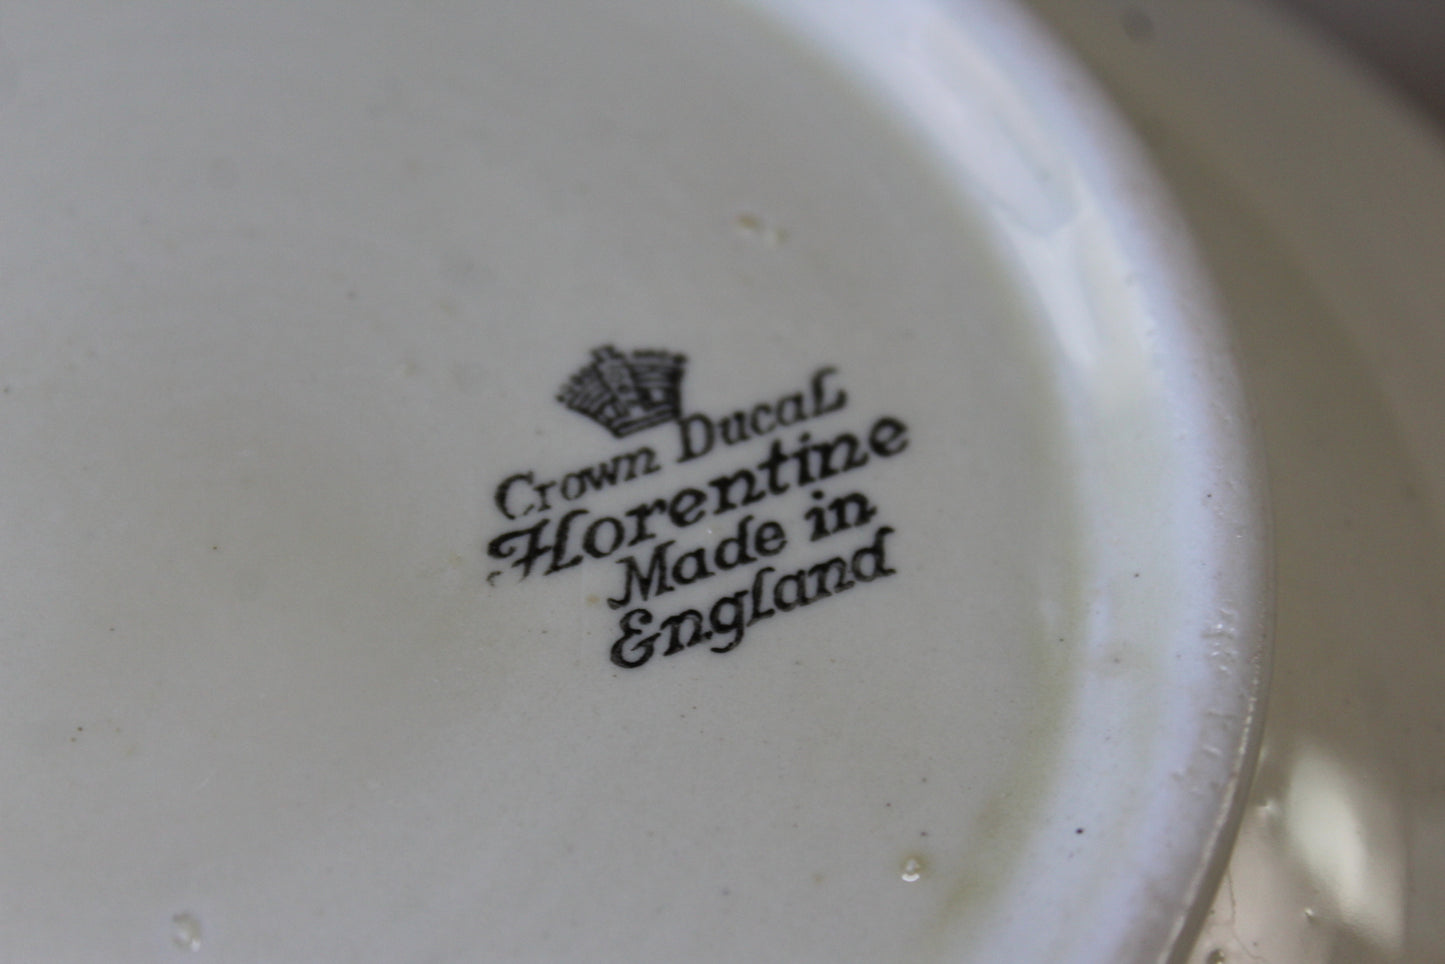 Crown Ducal
Florentine
Made in
England